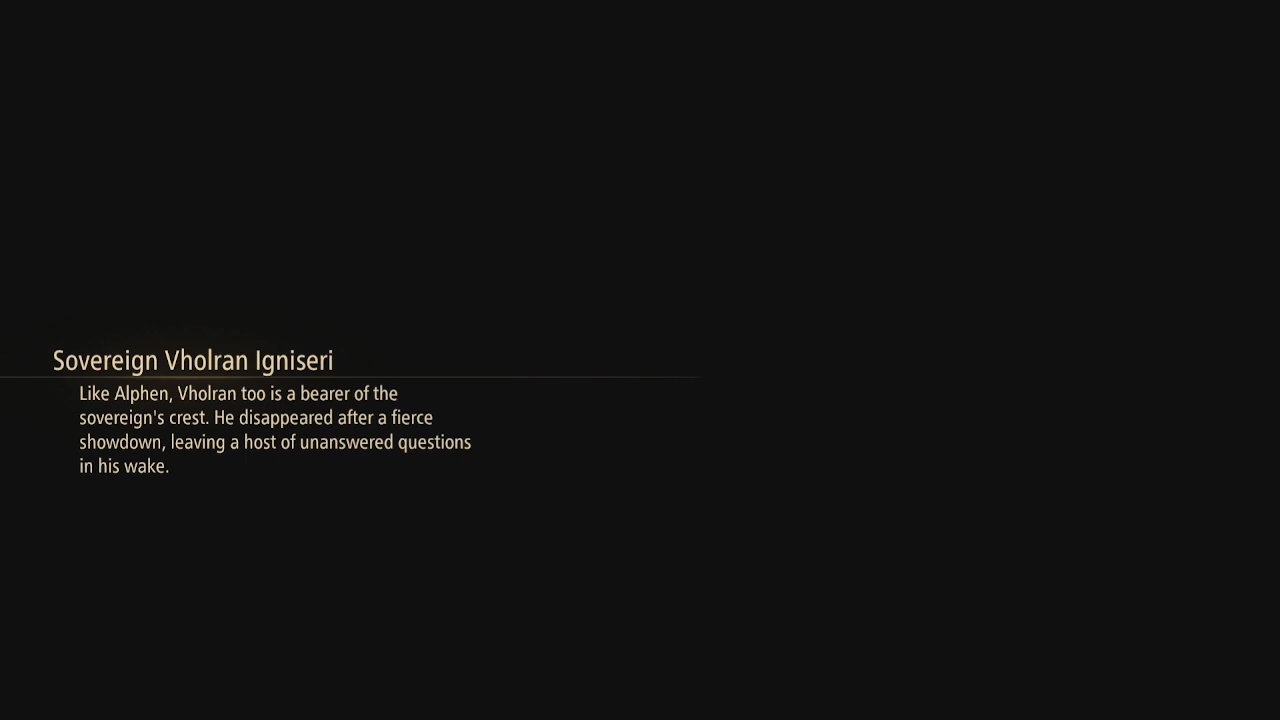 Sovereign Vholran Igniseri
Like Alphen, Vholran too is a bearer of the
sovereign's crest. He disappeared after a fierce
showdown, leaving a host of unanswered questions
in his wake.